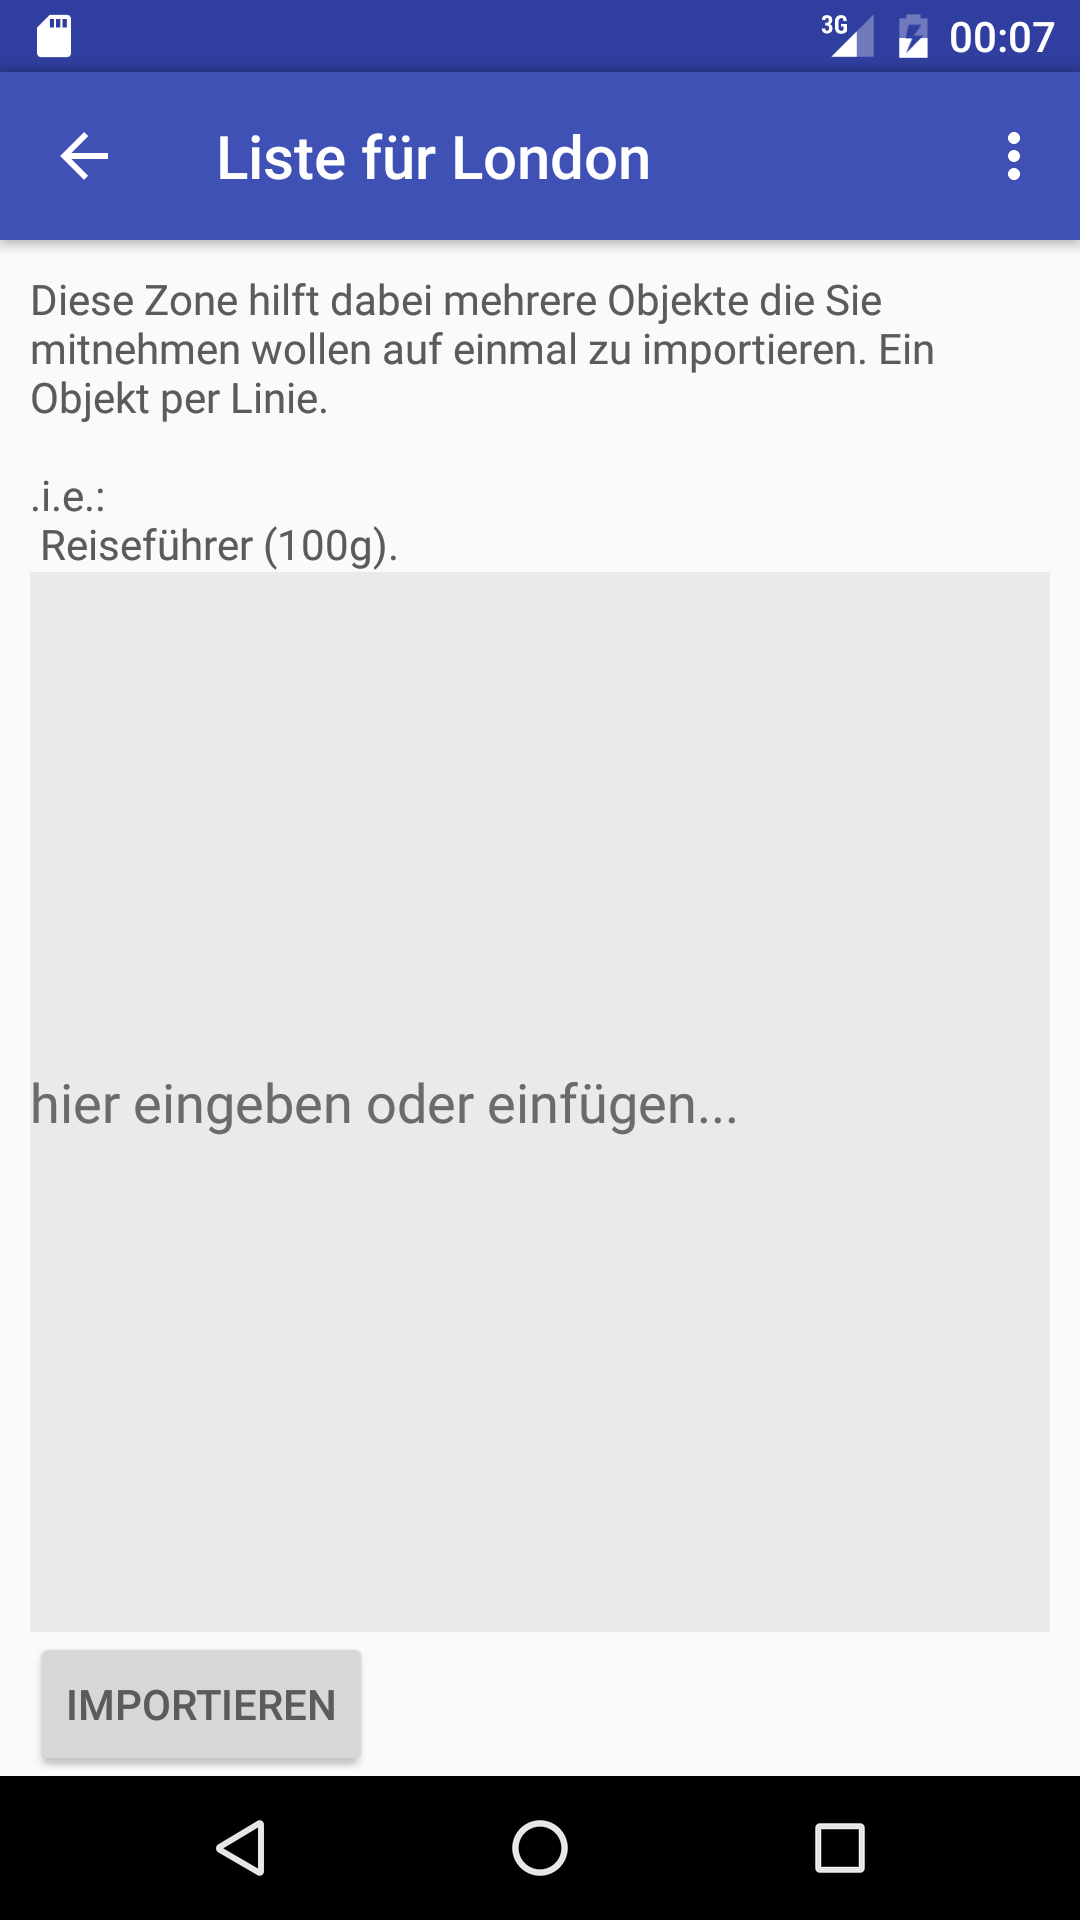 3G 00:07
Liste für London
Diese Zone hilft dabei mehrere Objekte die Sie
mitnehmen wollen auf einmal zu importieren. Ein
Objekt per Linie.
.i.e.:
Reiseführer (100g).
hier eingeben oder einfügen...
IMPORTIEREN